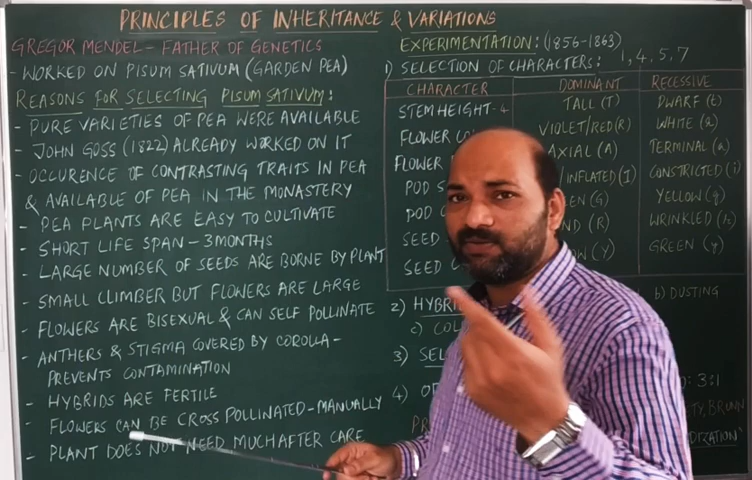 PRINCIPLES OF INHERITANCE & VARIATIONS
GREGOR MENDEL - FATHER OF GENETICS
- WORKED ON PISUM SATIVUM (GARDEN PEA)
REASONS FOR SELECTING PISUM SATIVUM:
- PURE VARIETIES OF PEA WERE AVAILABLE
- JOHN GOSS (1822) ALREADY WORKED ON IT
- OCCURENCE OF CONTRASTING TRAITS IN PEA
& AVAILABLE OF PEA IN THE MONASTERY
- PEA PLANTS ARE EASY TO CULTIVATE
- SHORT LIFE SPAN - 3 MONTHS
- LARGE NUMBER OF SEEDS ARE BORNE BY PLANT
- SMALL CLIMBER BUT FLOWERS ARE LARGE
- FLOWERS ARE BISEXUAL & CAN SELF POLLINATE
- ANTHERS & STIGMA COVERED BY COROLLA -
PREVENTS CONTAMINATION
- HYBRIDS ARE FERTILE
- FLOWERS CAN BE CROSS POLLINATED - MANUALLY
- PLANT DOES NOT NEED MUCH AFTER CARE
EXPERIMENTATION: (1856-1863)
1) SELECTION OF CHARACTERS: 1, 4, 5, 7
CHARACTER DOMINANT RECESSIVE
STEM HEIGHT-4 TALL (T) DWARF (t)
FLOWER VIOLET/RED (R) WHITE (r)
FLOWER AXIAL (A) TERMINAL (a)
POD INFLATED (I) CONSTRICTED (i)
POD (G) YELLOW (g)
SEED (R) WRINKLED (r)
SEED (Y) GREEN (y)
2) b) DUSTING
c)
3)
4) : 3:1